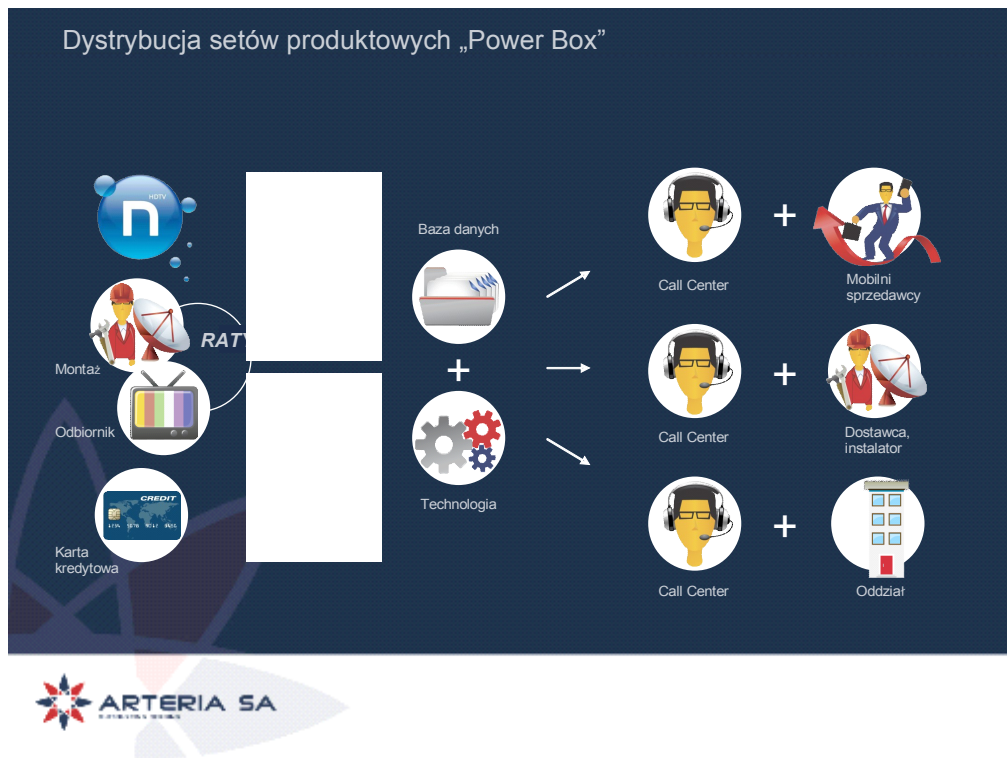 Dystrybucja setów produktowych „Power Box”
HDTV
n
Baza danych
Call Center
+
Mobilni
sprzedawcy
RATY
Montaż
+
Call Center
+
Dostawca,
instalator
Odbiornik
CREDIT
Technologia
Karta
kredytowa
Call Center
+
Oddział
ARTERIA SA